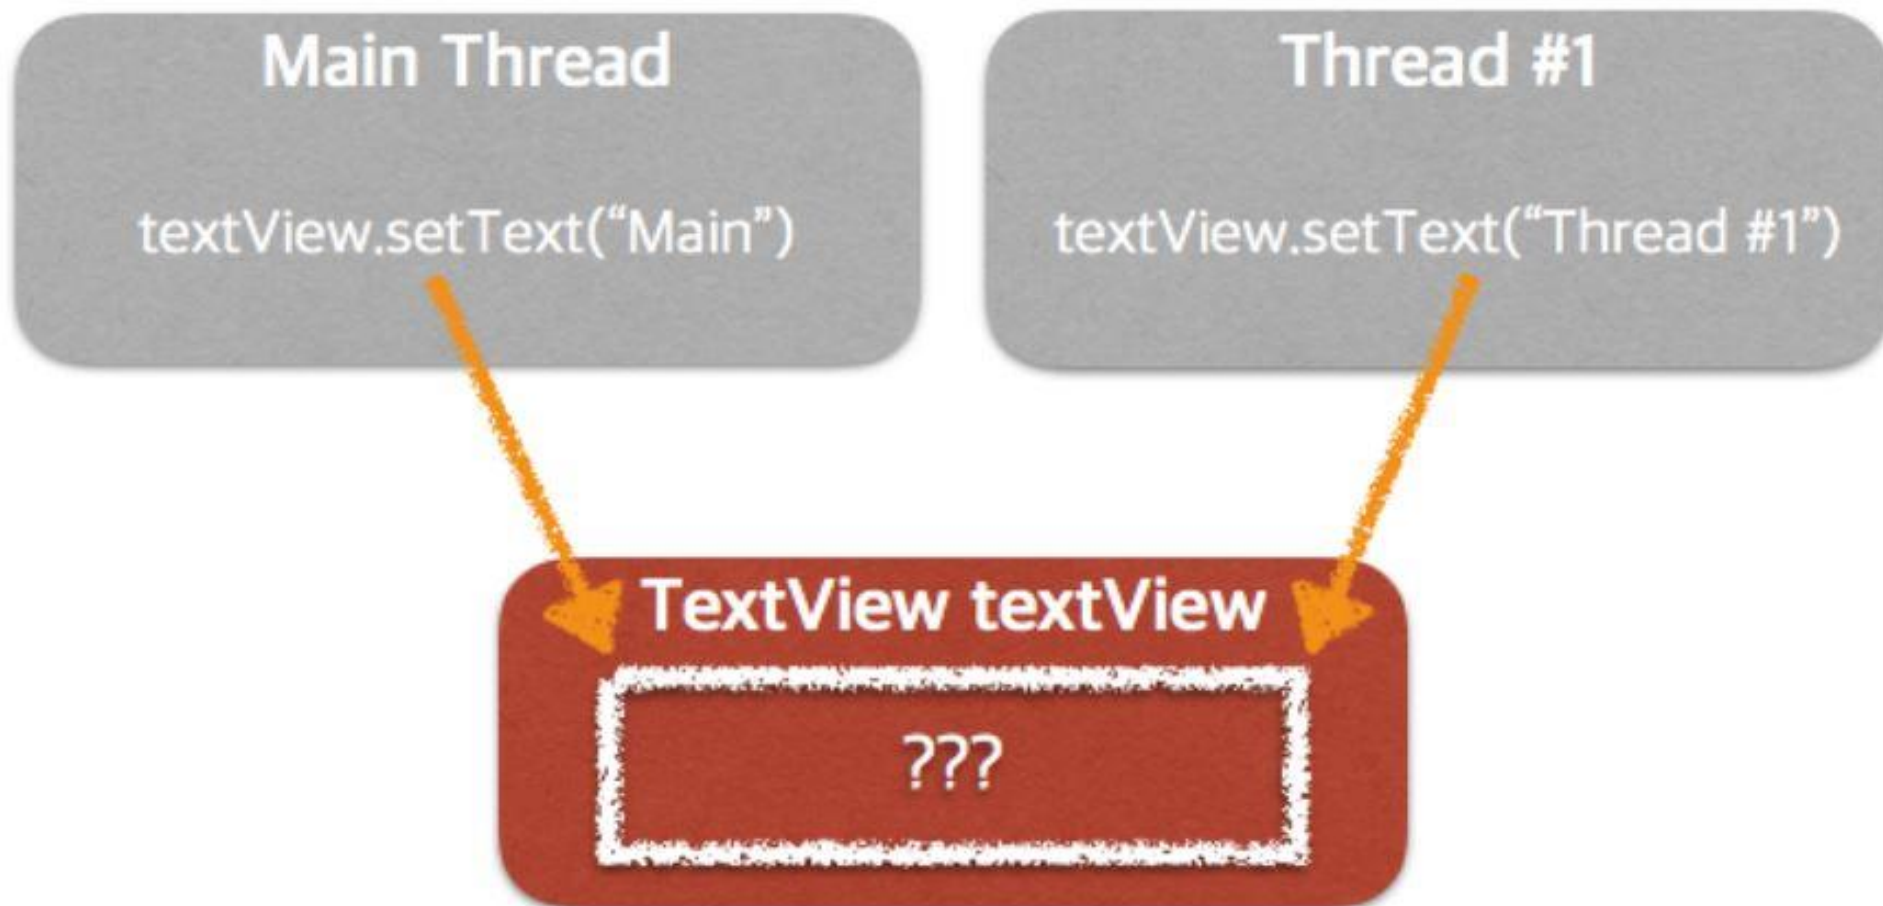 Main Thread
textView.setText(“Main”)
Thread #1
textView.setText(“Thread #1”)
TextView textView
???